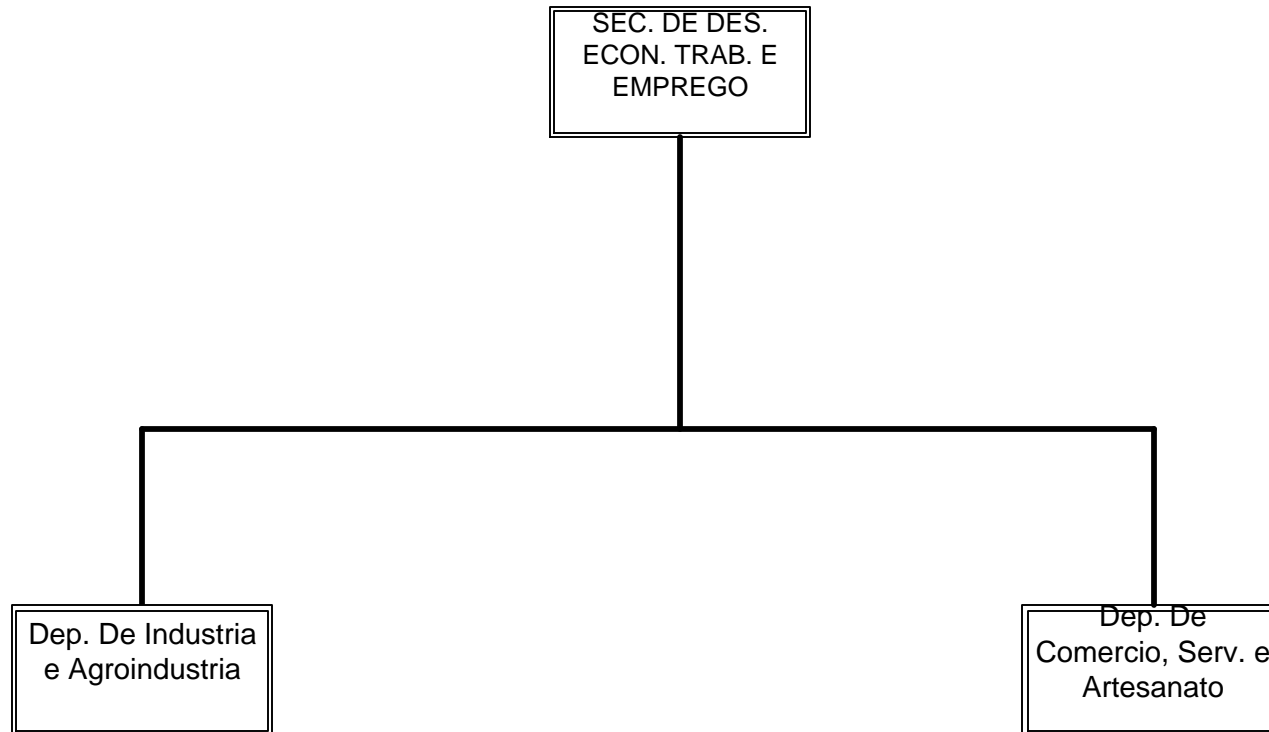 SEC. DE DES.
ECON. TRAB. E
EMPREGO
Dep. De Industria
e Agroindustria
Dep. De
Comercio, Serv. e
Artesanato